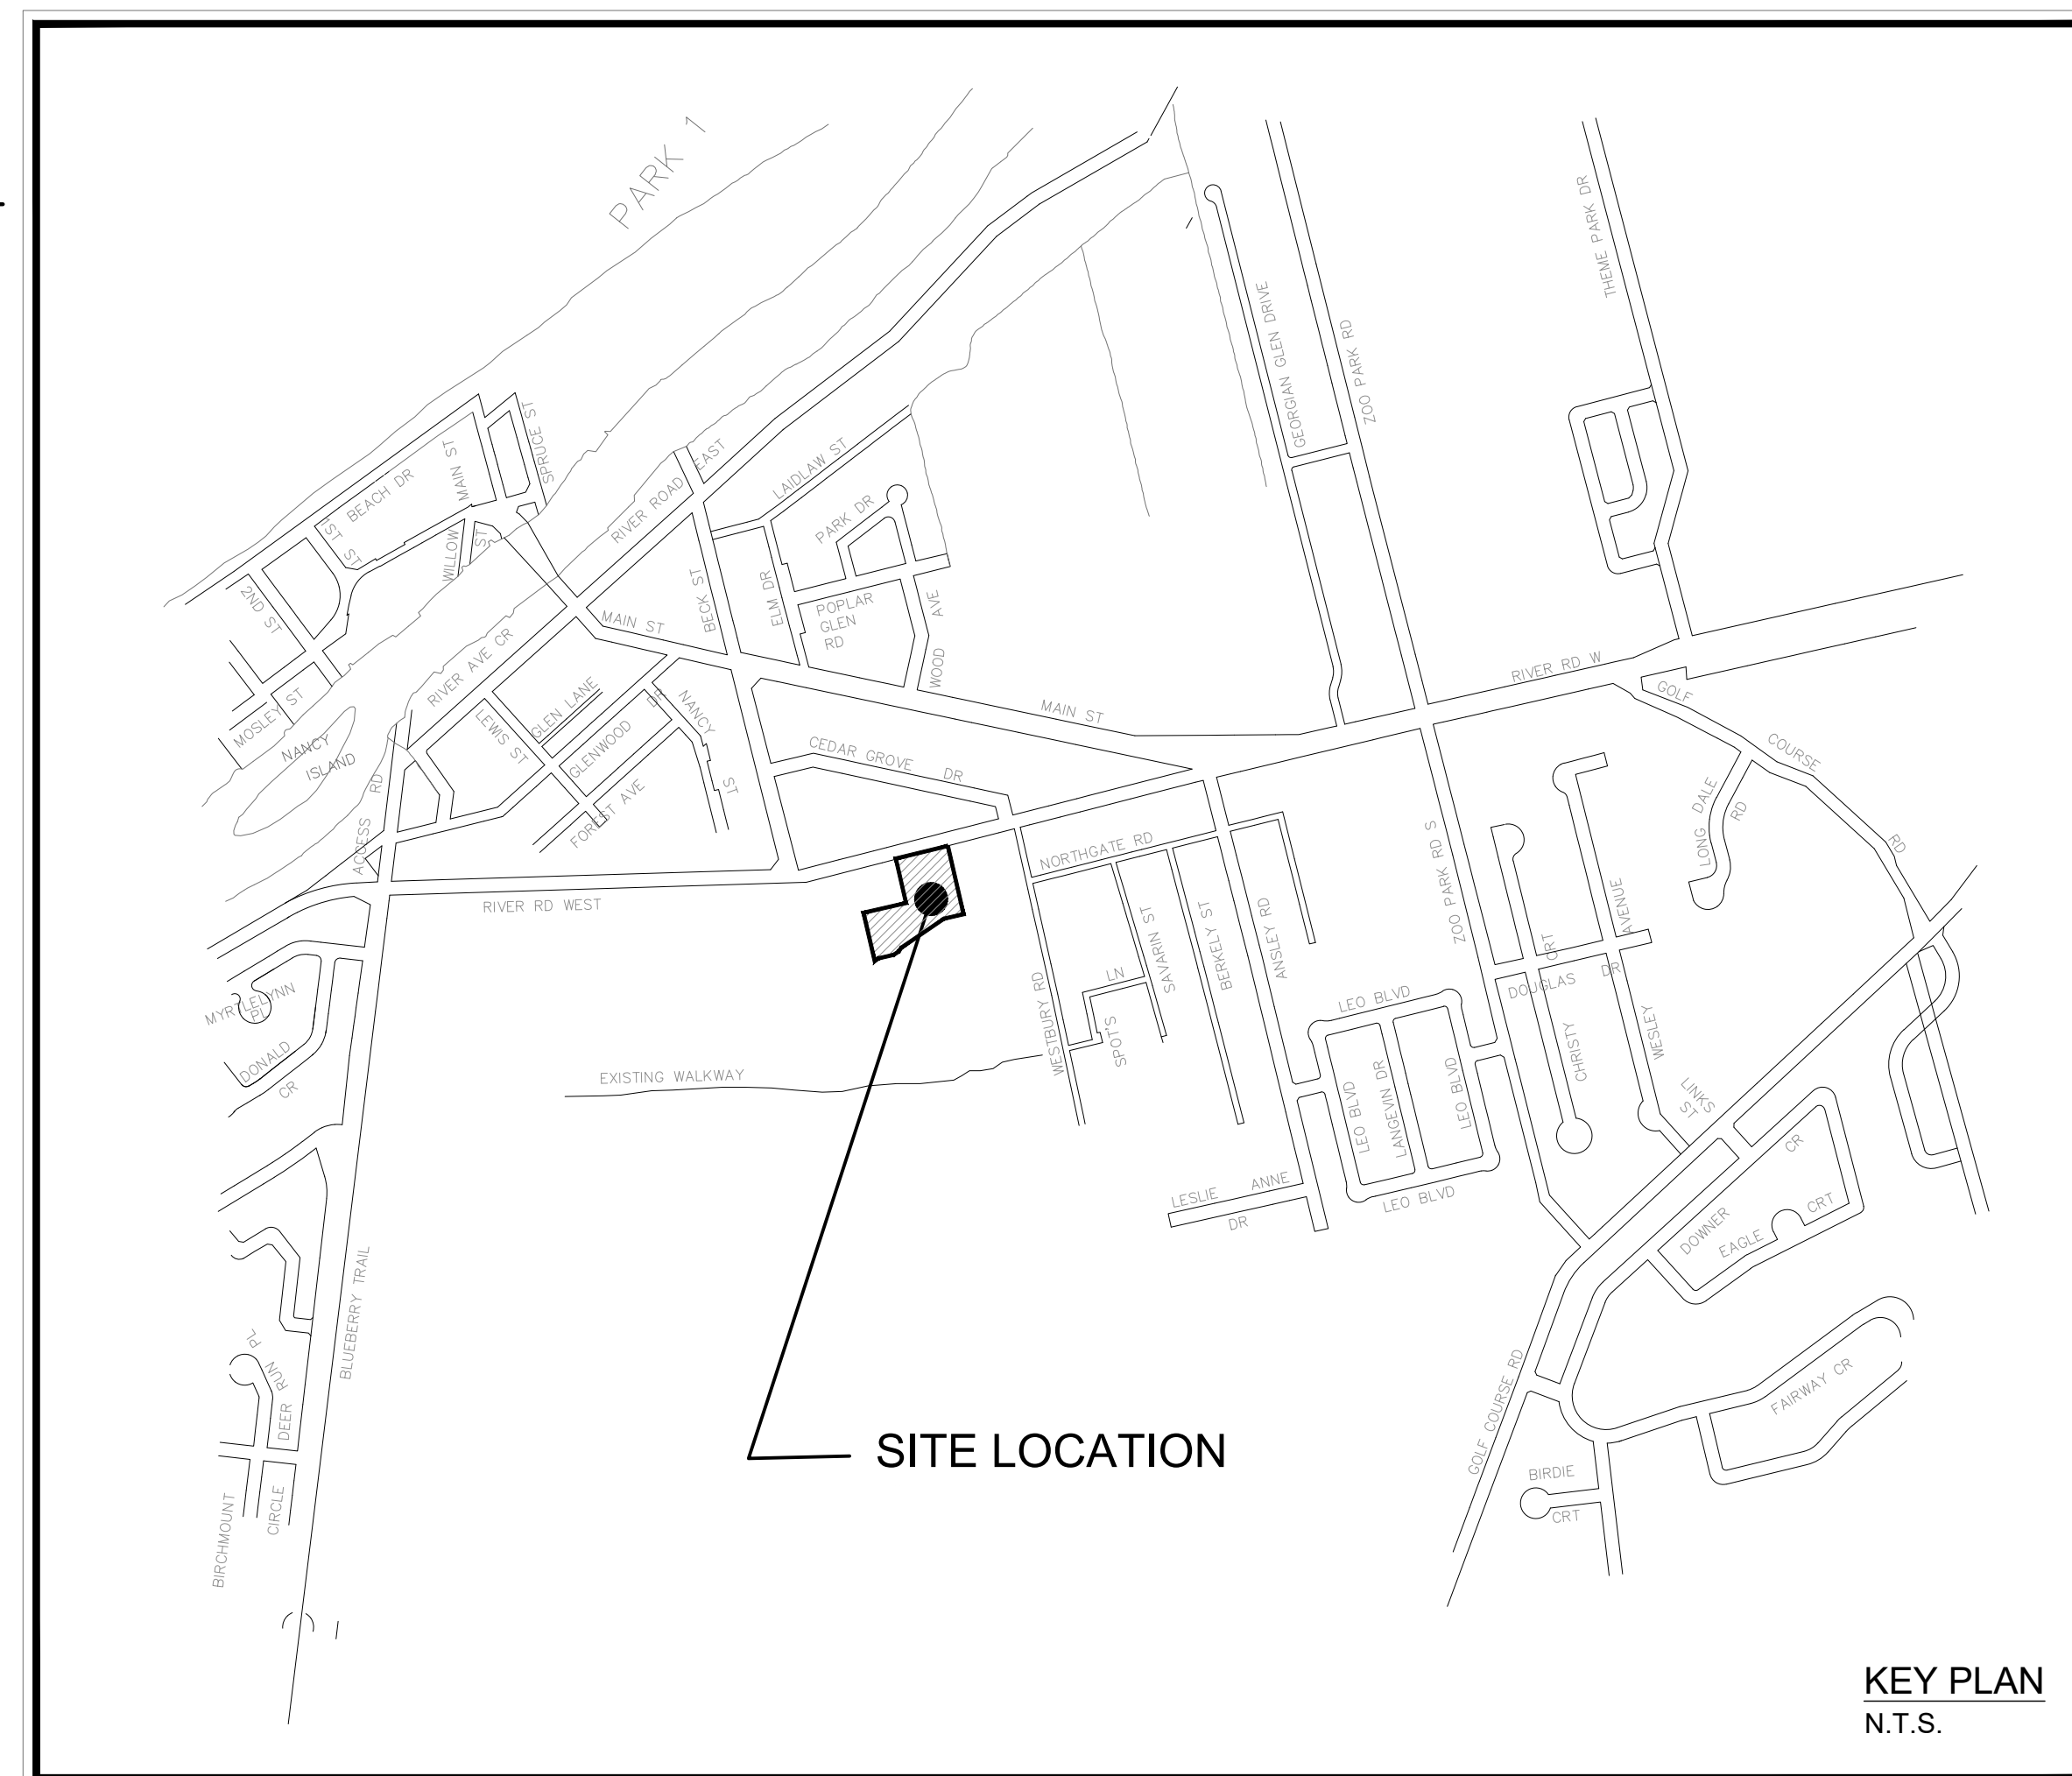 PARK 1
THEME PARK DR
GEORGIAN GLEN DRIVE
ZOO PARK RD
SPRUCE ST
MAIN ST
BEACH DR
1ST ST
WILLOW
ST
2ND ST
RIVER ROAD EAST
LAIDLAW ST
PARK DR
BECK ST
ELM DR
POPLAR
GLEN
RD
WOOD AVE
MAIN ST
RIVER AVE CR
MOSLEY ST
NANCY
ISLAND
GLEN LANE
LEWIS ST
GLENWOOD DR
NANCY ST
FOREST AVE
ACCESS RD
MAIN ST
CEDAR GROVE DR
RIVER RD W
GOLF COURSE RD
LONG DALE
RD
RIVER RD WEST
NORTHGATE RD
ZOO PARK RD S
WESTBURY RD
SAVARIN ST
BERKELY ST
ANSLEY RD
SPOT'S
LN
CRT
AVENUE
DOUGLAS DR
CHRISTY
WESLEY
MYRTLELYNN
PL
DONALD
CR
EXISTING WALKWAY
LEO BLVD
LEO BLVD
LANGEVIN DR
LEO BLVD
LEO BLVD
LESLIE ANNE
DR
LINKS
ST
DOWNER
CR
EAGLE CRT
BLUEBERRY TRAIL
DEER RUN PL
BIRCHMOUNT
CIRCLE
GOLF COURSE RD
FAIRWAY CR
BIRDIE
CRT
SITE LOCATION
KEY PLAN
N.T.S.